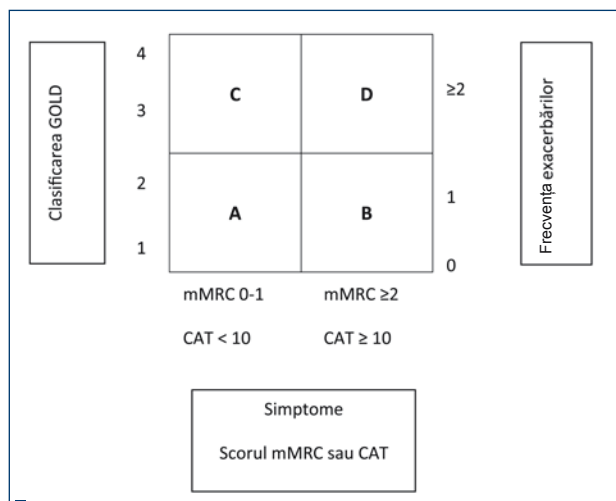 Clasificarea GOLD
4
3
2
1
C
D
A
B
≥2
1
0
Frecvența exacerbărilor
mMRC 0-1
mMRC ≥2
CAT < 10
CAT ≥ 10
Simptome
Scorul mMRC sau CAT